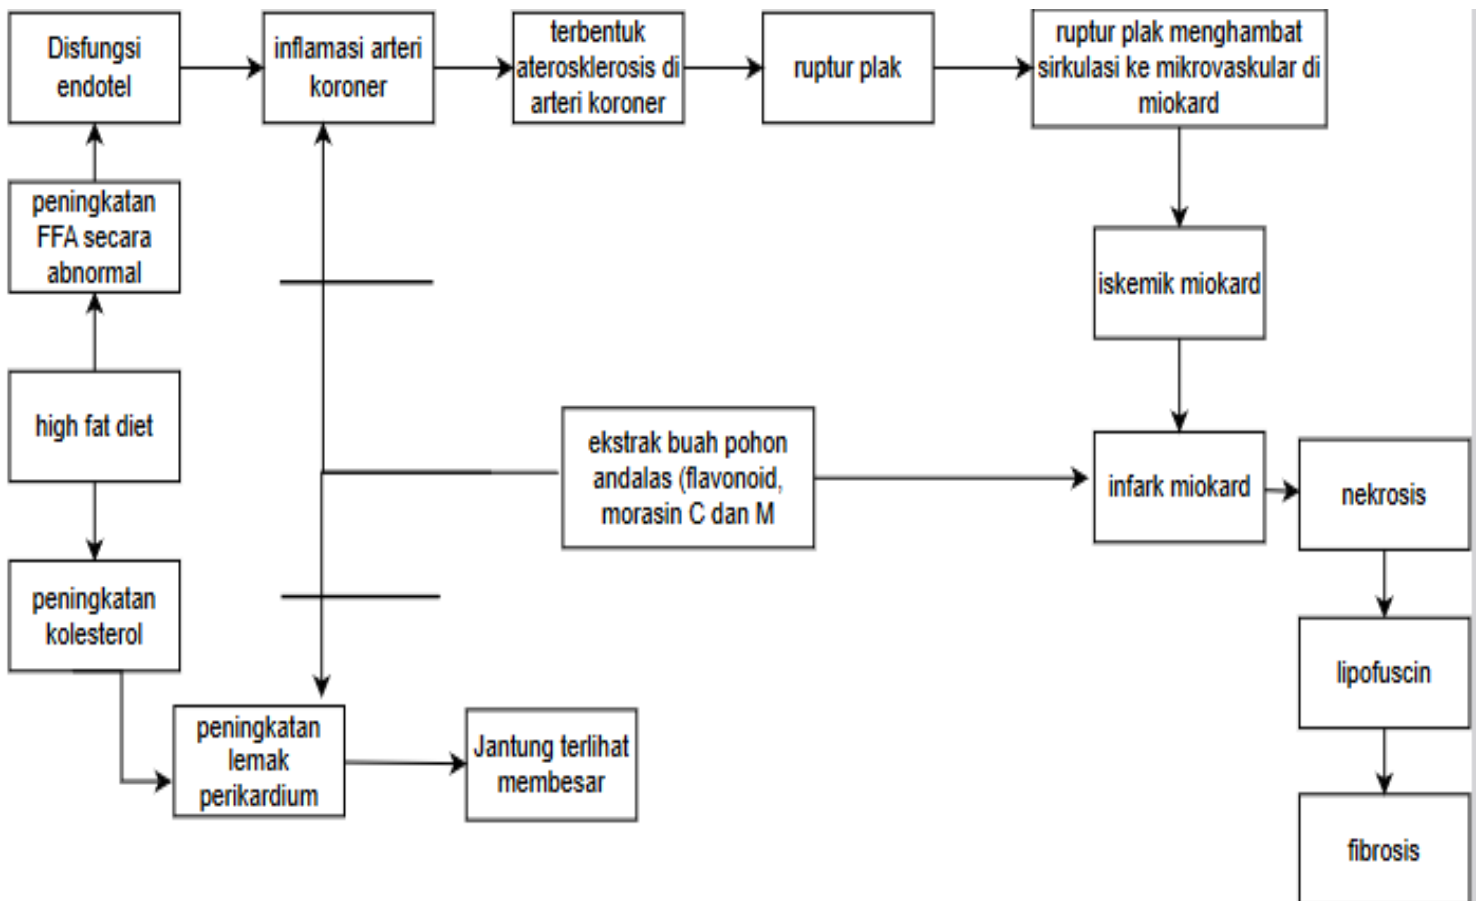 Disfungsi
endotel
inflamasi arteri
koroner
terbentuk
aterosklerosis di
arteri koroner
ruptur plak
ruptur plak menghambat
sirkulasi ke mikrovaskular di
miokard
peningkatan
FFA secara
abnormal
iskemik miokard
high fat diet
ekstrak buah pohon
andalas (flavonoid,
morasin C dan M
infark miokard
nekrosis
peningkatan
kolesterol
lipofuscin
peningkatan
lemak
perikardium
Jantung terlihat
membesar
fibrosis